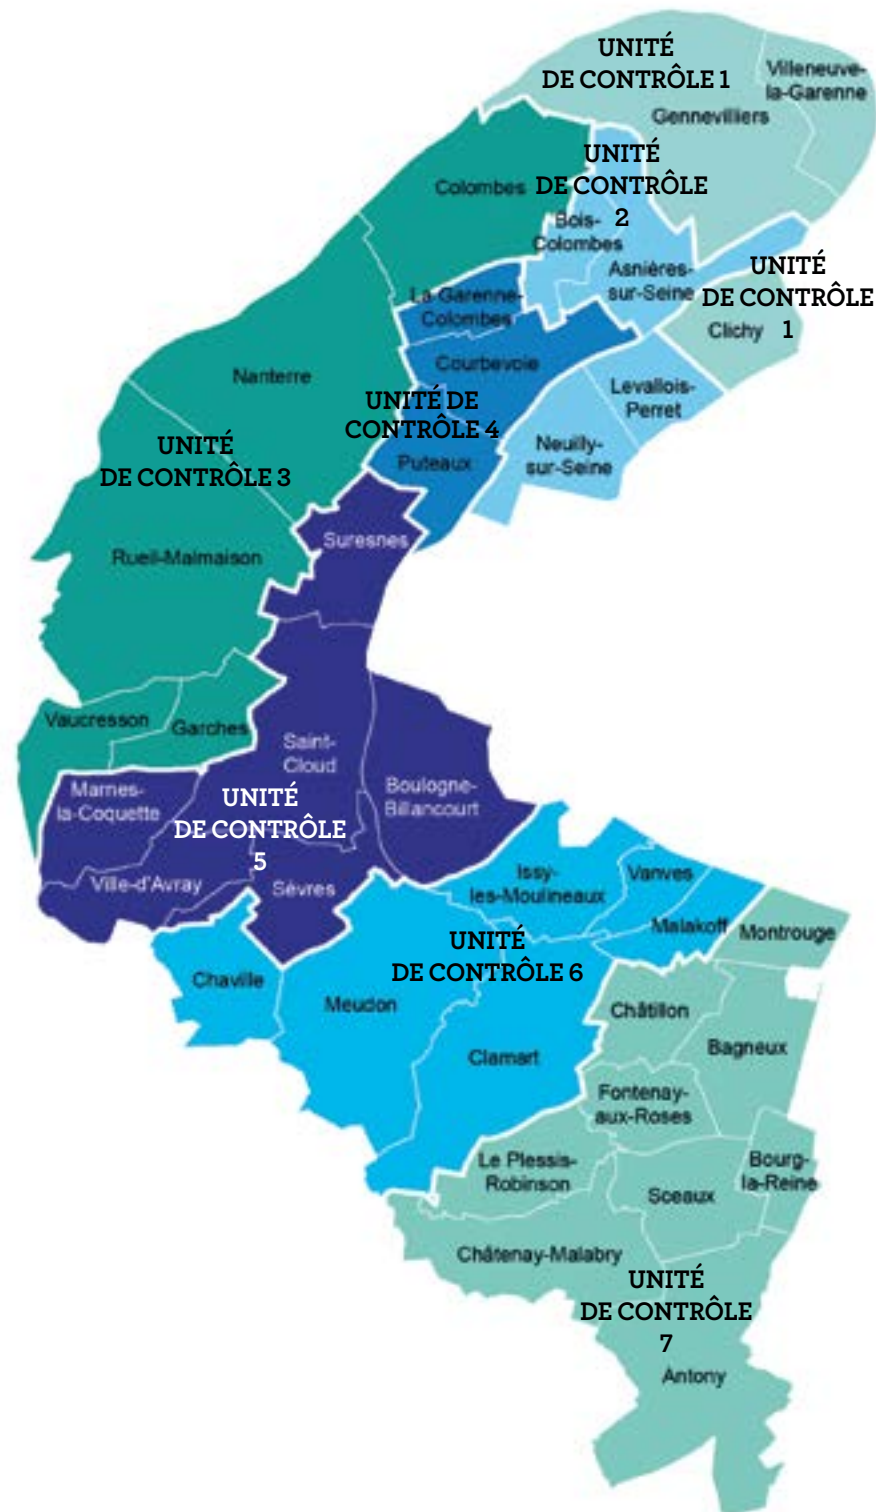 UNITÉ
DE CONTRÔLE 1
Villeneuve-
la-Garenne
Gennevilliers
UNITÉ
DE CONTRÔLE
2
Colombes
Bois-
Colombes
Asnières-
sur-Seine
UNITÉ
DE CONTRÔLE
1
Clichy
La Garenne-
Colombes
Courbevoie
Nanterre
Levallois-
Perret
UNITÉ DE
CONTRÔLE 4
UNITÉ
DE CONTRÔLE 3
Neuilly-
sur-Seine
Puteaux
Suresnes
Rueil-Malmaison
Vaucresson
Garches
Saint-
Cloud
Marnes-
la-Coquette
Boulogne-
Billancourt
UNITÉ
DE CONTRÔLE
5
Ville-d'Avray
Sèvres
Issy-
les-Moulineaux
Vanves
Malakoff
Montrouge
UNITÉ
DE CONTRÔLE 6
Chaville
Meudon
Châtillon
Bagneux
Clamart
Fontenay-
aux-Roses
Le Plessis-
Robinson
Bourg-
la-Reine
Sceaux
Châtenay-Malabry
UNITÉ
DE CONTRÔLE
7
Antony